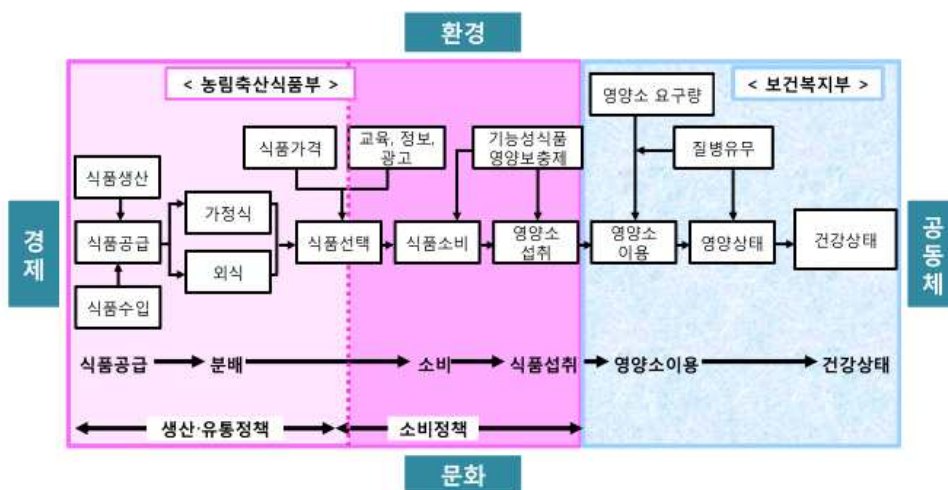 환경
< 농림축산식품부 >
< 보건복지부 >
영양소 요구량
식품가격
교육, 정보,
광고
기능성식품
영양보충제
질병유무
식품생산
가정식
경
제
식품공급
식품선택
식품소비
영양소
섭취
영양소
이용
영양상태
건강상태
공
동
체
외식
식품수입
식품공급
분배
소비
식품섭취
영양소이용
건강상태
생산·유통정책
소비정책
문화